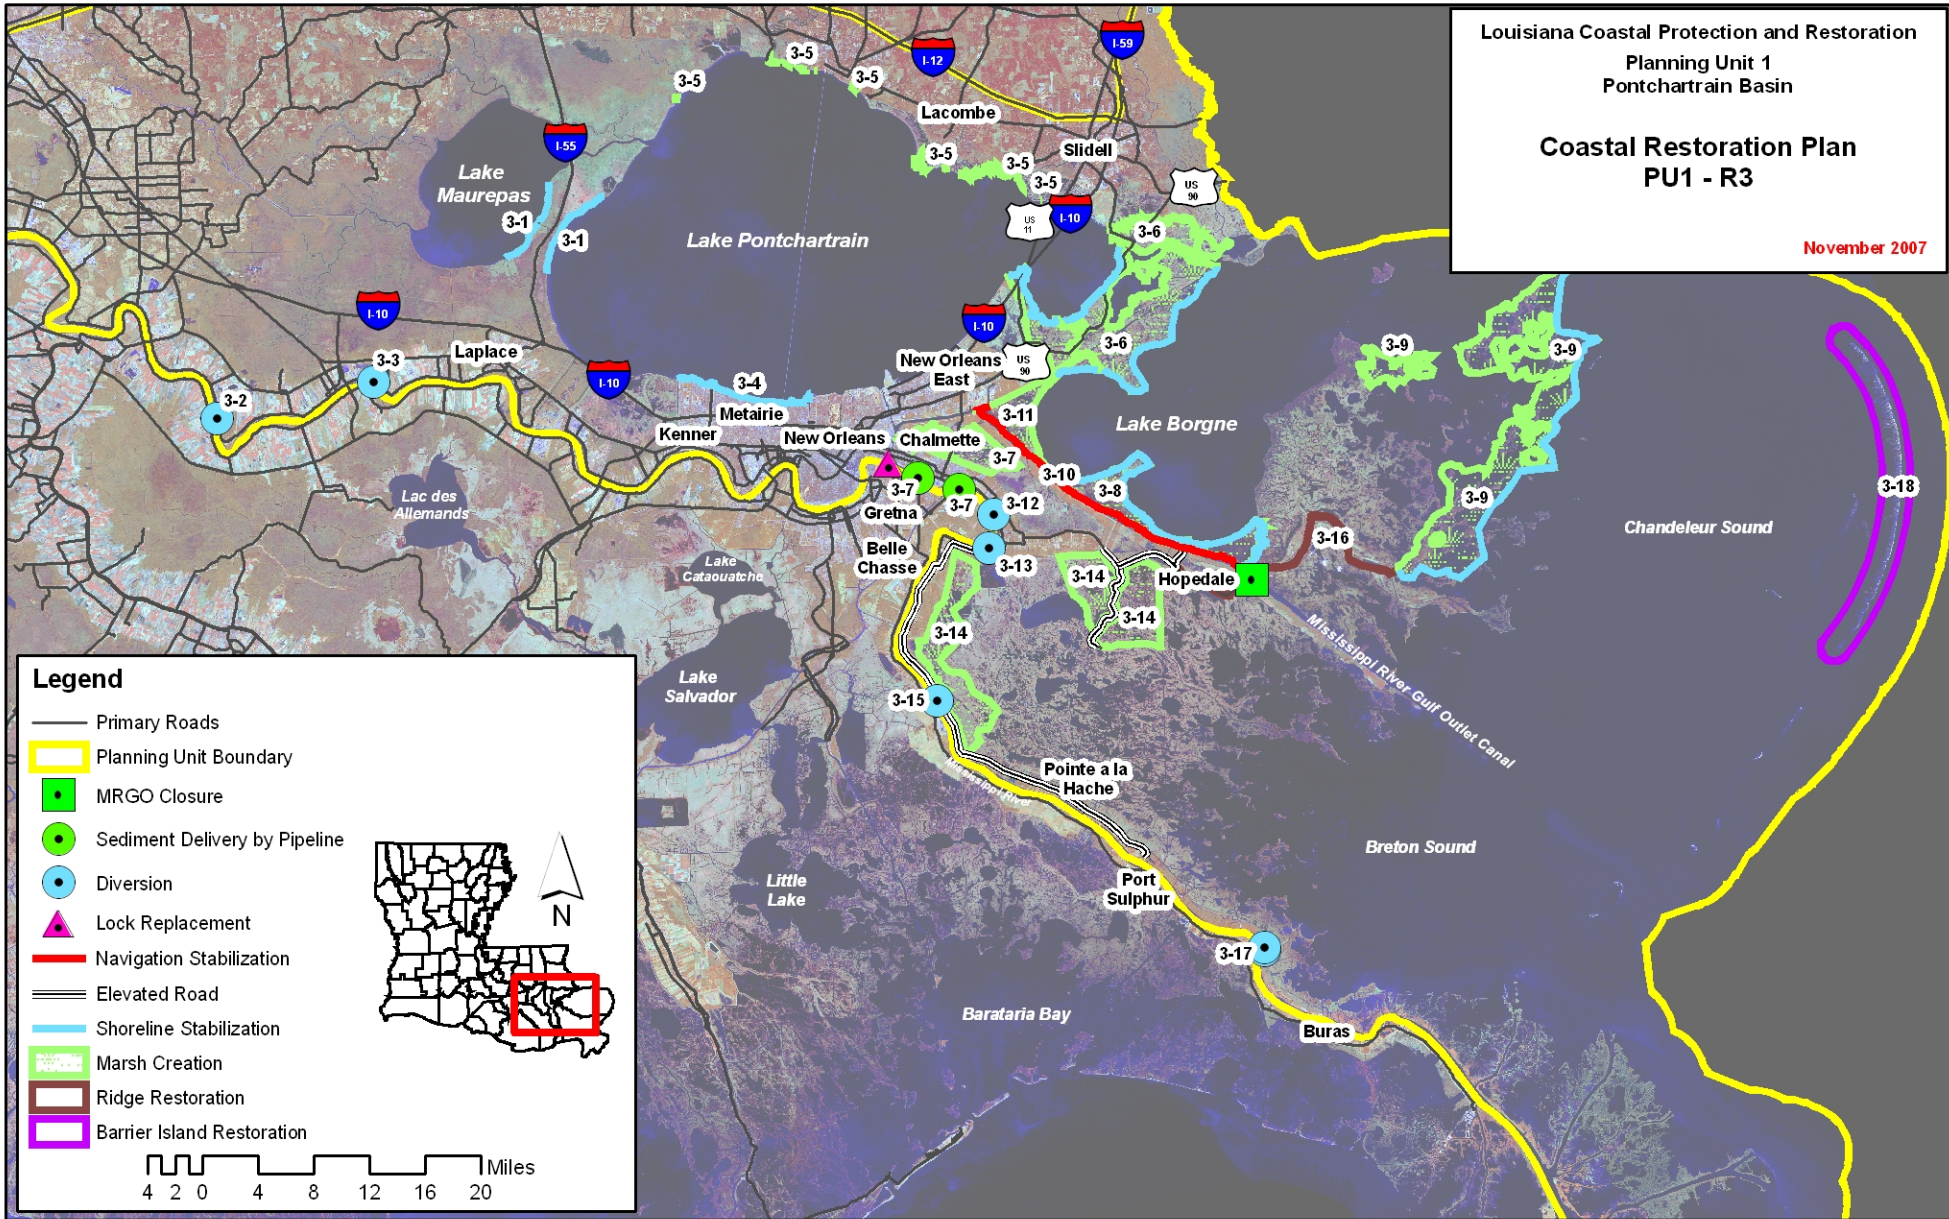 Louisiana Coastal Protection and Restoration
Planning Unit 1
Pontchartrain Basin
Coastal Restoration Plan
PU1 - R3
November 2007
3-5
3-5
3-5
I-12
I-59
Lacombe
Slidell
I-55
Lake
Maurepas
3-5
3-5
3-5
US
90
US
11
I-10
3-1
3-1
Lake Pontchartrain
3-6
I-10
I-10
3-3
Laplace
I-10
3-2
3-4
Metairie
Kenner
New Orleans
East
US
90
3-6
3-9
3-9
3-11
Lake Borgne
New Orleans
Chalmette
3-7
3-10
3-8
3-7
3-7
Gretna
3-12
3-9
3-18
Chandeleur Sound
Lac des
Allemands
Belle
Chasse
3-13
3-16
Lake
Cataouatche
3-14
Hopedale
3-14
3-14
Mississippi River Gulf Outlet Canal
Lake
Salvador
3-15
Mississippi River
Pointe a la
Hache
Breton Sound
Little
Lake
Port
Sulphur
3-17
Barataria Bay
Buras
Legend
Primary Roads
Planning Unit Boundary
MRGO Closure
Sediment Delivery by Pipeline
Diversion
Lock Replacement
Navigation Stabilization
Elevated Road
Shoreline Stabilization
Marsh Creation
Ridge Restoration
Barrier Island Restoration
N
Miles
4 2 0 4 8 12 16 20